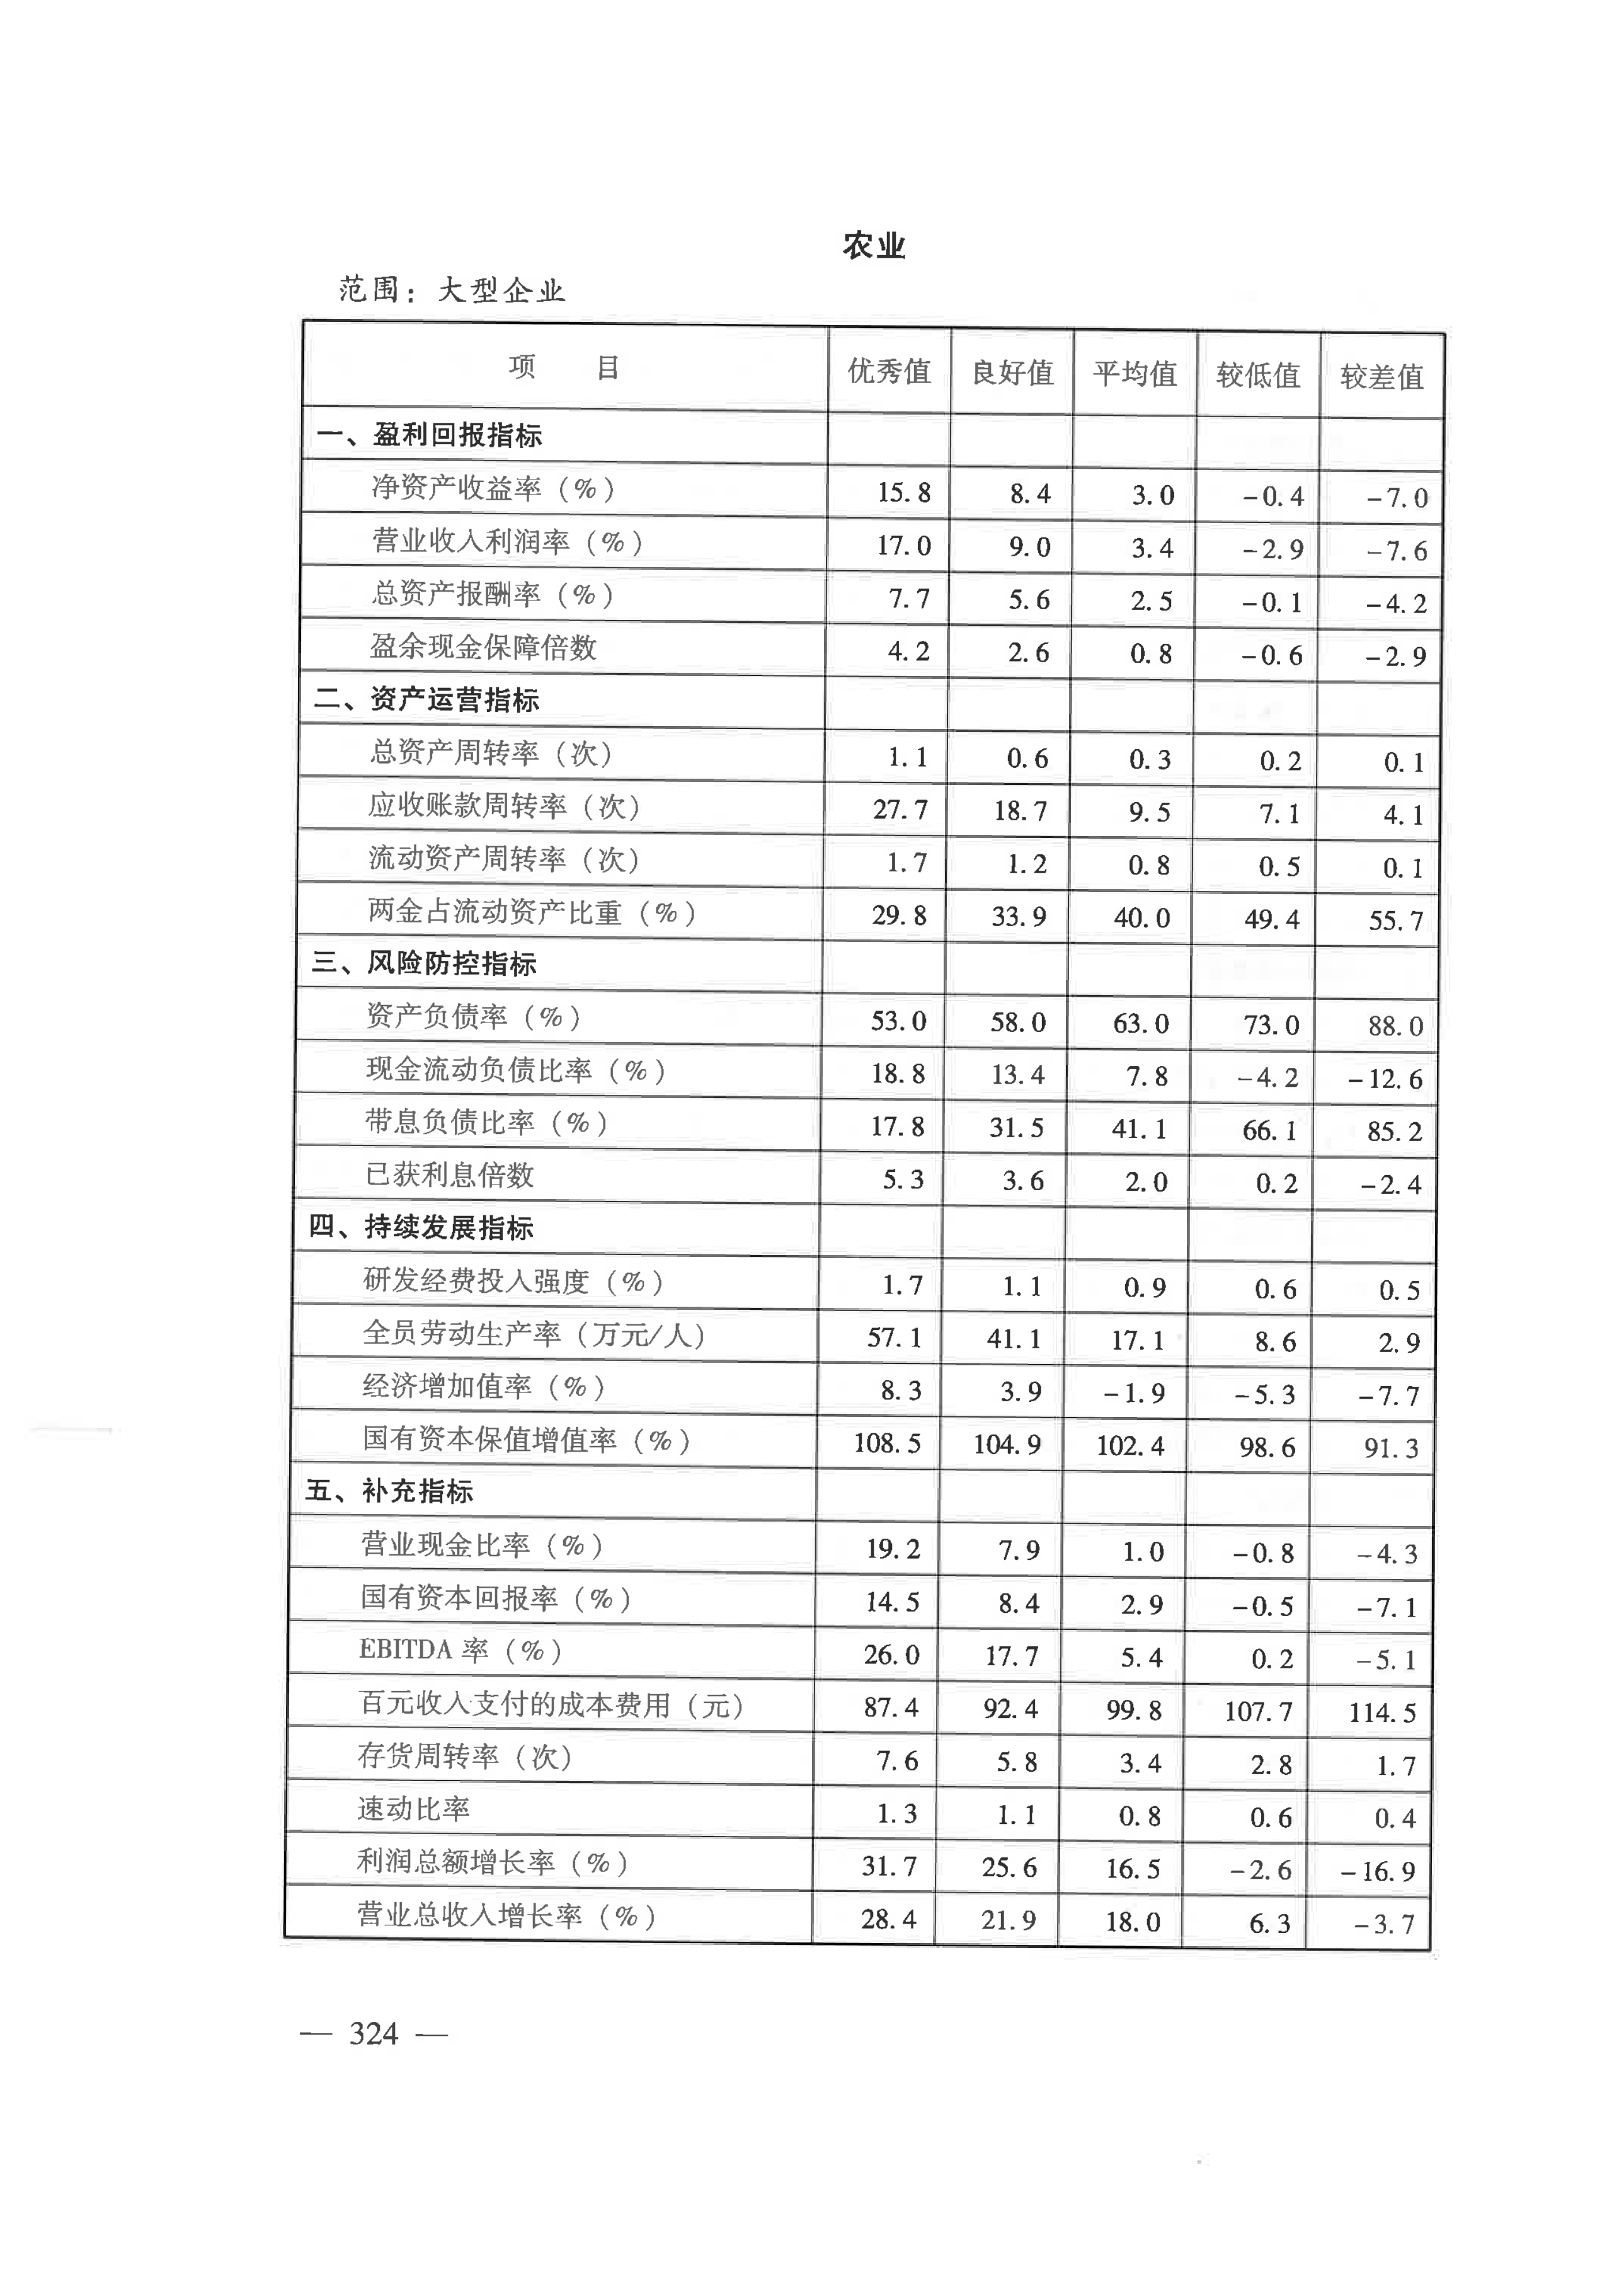 农业
范围：大型企业
项 目 优秀值 良好值 平均值 较低值 较差值
一、盈利回报指标
净资产收益率（%） 15.8 8.4 3.0 -0.4 -7.0
营业收入利润率（%） 17.0 9.0 3.4 -2.9 -7.6
总资产报酬率（%） 7.7 5.6 2.5 -0.1 -4.2
盈余现金保障倍数 4.2 2.6 0.8 -0.6 -2.9
二、资产运营指标
总资产周转率（次） 1.1 0.6 0.3 0.2 0.1
应收账款周转率（次） 27.7 18.7 9.5 7.1 4.1
流动资产周转率（次） 1.7 1.2 0.8 0.5 0.1
两金占流动资产比重（%） 29.8 33.9 40.0 49.4 55.7
三、风险防控指标
资产负债率（%） 53.0 58.0 63.0 73.0 88.0
现金流动负债比率（%） 18.8 13.4 7.8 -4.2 -12.6
带息负债比率（%） 17.8 31.5 41.1 66.1 85.2
已获利息倍数 5.3 3.6 2.0 0.2 -2.4
四、持续发展指标
研发经费投入强度（%） 1.7 1.1 0.9 0.6 0.5
全员劳动生产率（万元/人） 57.1 41.1 17.1 8.6 2.9
经济增加值率（%） 8.3 3.9 -1.9 -5.3 -7.7
国有资本保值增值率（%） 108.5 104.9 102.4 98.6 91.3
五、补充指标
营业现金比率（%） 19.2 7.9 1.0 -0.8 -4.3
国有资本回报率（%） 14.5 8.4 2.9 -0.5 -7.1
EBITDA 率（%） 26.0 17.7 5.4 0.2 -5.1
百元收入支付的成本费用（元） 87.4 92.4 99.8 107.7 114.5
存货周转率（次） 7.6 5.8 3.4 2.8 1.7
速动比率 1.3 1.1 0.8 0.6 0.4
利润总额增长率（%） 31.7 25.6 16.5 -2.6 -16.9
营业总收入增长率（%） 28.4 21.9 18.0 6.3 -3.7
— 324 —